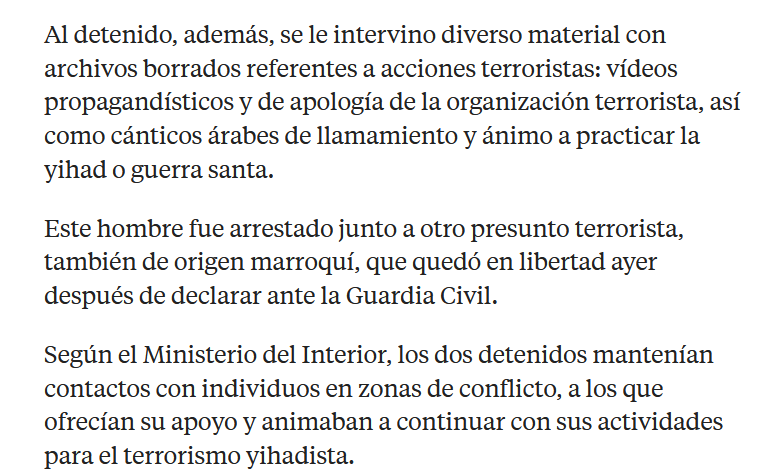 Al detenido, además, se le intervino diverso material con
archivos borrados referentes a acciones terroristas: vídeos
propagandísticos y de apología de la organización terrorista, así
como cánticos árabes de llamamiento y ánimo a practicar la
yihad o guerra santa.
Este hombre fue arrestado junto a otro presunto terrorista,
también de origen marroquí, que quedó en libertad ayer
después de declarar ante la Guardia Civil.
Según el Ministerio del Interior, los dos detenidos mantenían
contactos con individuos en zonas de conflicto, a los que
ofrecían su apoyo y animaban a continuar con sus actividades
para el terrorismo yihadista.